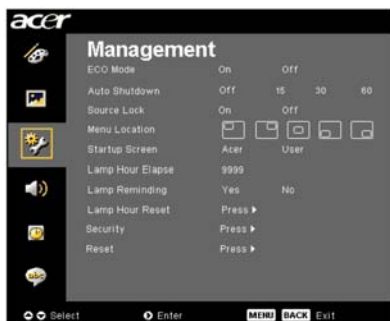 acer
Management
ECO Mode On Off
Auto Shutdown Off 15 30 60
Source Lock On Off
Menu Location
Startup Screen Acer User
Lamp Hour Elapse 9999
Lamp Reminding Yes No
Lamp Hour Reset Press
Security Press
Reset Press
abc
Select Enter MENU BACK Exit